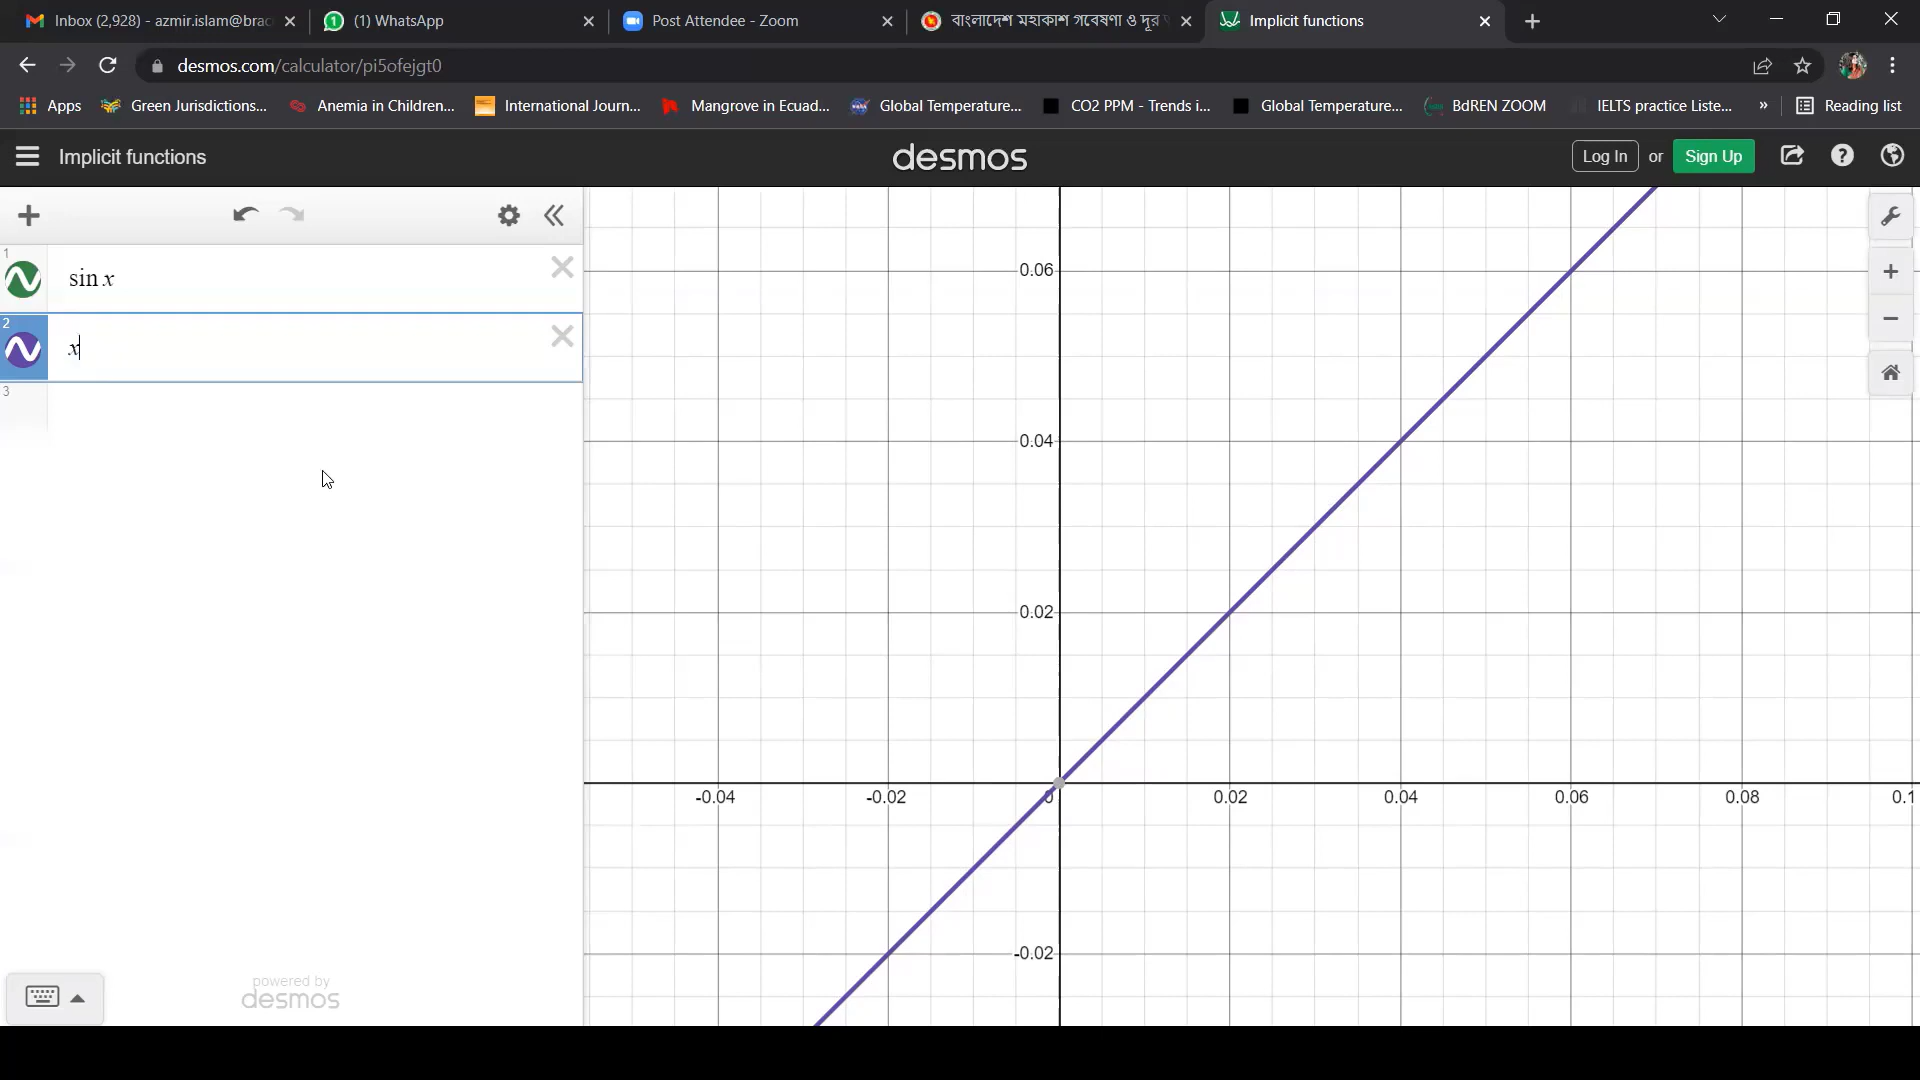 Inbox (2,928) - azmir.islam@brac
(1) WhatsApp
Post Attendee - Zoom
বাংলাদেশ মহাকাশ গবেষণা ও দূর
Implicit functions
desmos.com/calculator/pi5ofejgt0
Apps
Green Jurisdictions...
Anemia in Children...
International Journ...
Mangrove in Ecuad...
Global Temperature...
CO2 PPM - Trends i...
Global Temperature...
BdREN ZOOM
IELTS practice Liste...
»
Reading list
Implicit functions
desmos
Log In
or
Sign Up
1
sin x
2
x
3
0.06
0.04
0.02
-0.04
-0.02
0
0.02
0.04
0.06
0.08
0.1
-0.02
powered by
desmos